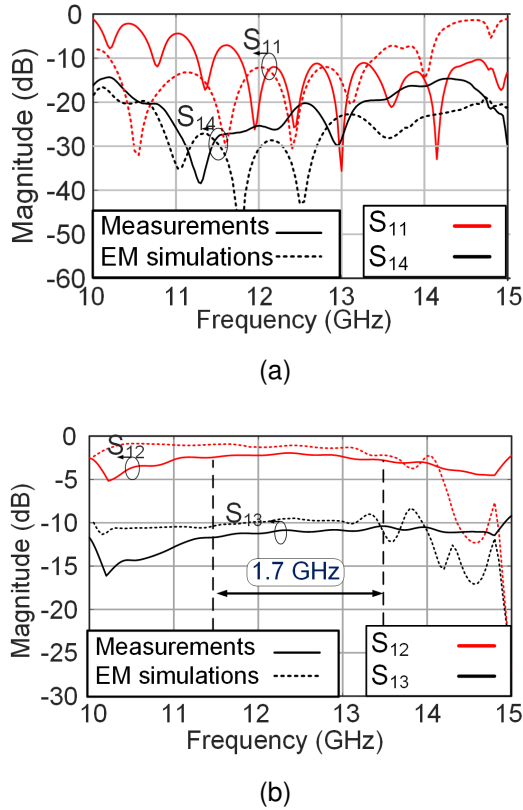 0
-10
-20
-30
-40
-50
-60
Magnitude (dB)
S11
S14
Measurements
EM simulations
S11
S14
10 11 12 13 14 15
Frequency (GHz)
(a)
0
-5
-10
-15
-20
-25
-30
Magnitude (dB)
S12
S13
1.7 GHz
Measurements
EM simulations
S12
S13
10 11 12 13 14 15
Frequency (GHz)
(b)